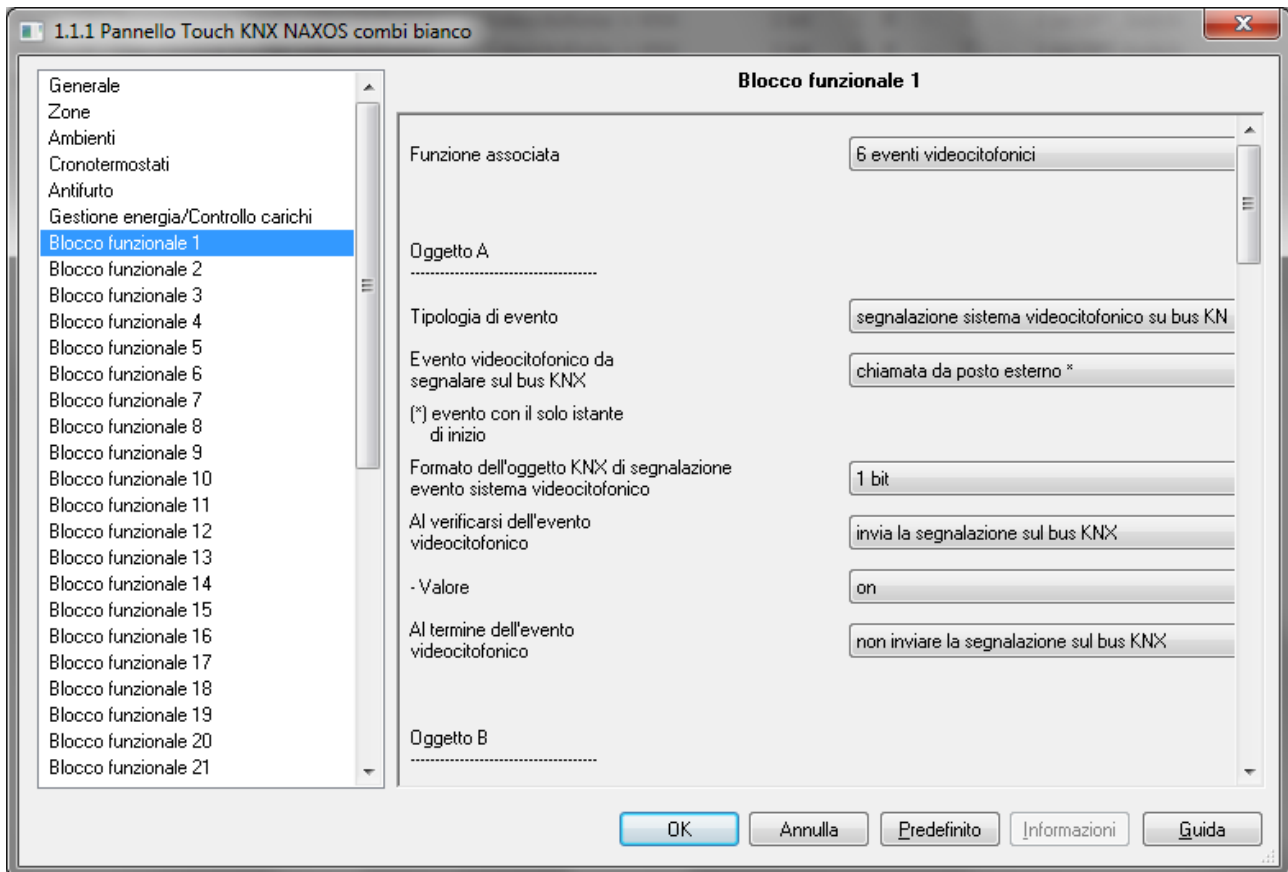 1.1.1 Pannello Touch KNX NAXOS combi bianco
Generale
Zone
Ambienti
Cronotermostati
Antifurto
Gestione energia/Controllo carichi
Blocco funzionale 1
Blocco funzionale 2
Blocco funzionale 3
Blocco funzionale 4
Blocco funzionale 5
Blocco funzionale 6
Blocco funzionale 7
Blocco funzionale 8
Blocco funzionale 9
Blocco funzionale 10
Blocco funzionale 11
Blocco funzionale 12
Blocco funzionale 13
Blocco funzionale 14
Blocco funzionale 15
Blocco funzionale 16
Blocco funzionale 17
Blocco funzionale 18
Blocco funzionale 19
Blocco funzionale 20
Blocco funzionale 21
Blocco funzionale 1
Funzione associata
6 eventi videocitofonici
Oggetto A
-------------------------------------
Tipologia di evento
segnalazione sistema videocitofonico su bus KN
Evento videocitofonico da
segnalare sul bus KNX
chiamata da posto esterno *
(*) evento con il solo istante
di inizio
Formato dell'oggetto KNX di segnalazione
evento sistema videocitofonico
1 bit
Al verificarsi dell'evento
videocitofonico
invia la segnalazione sul bus KNX
- Valore
on
Al termine dell'evento
videocitofonico
non inviare la segnalazione sul bus KNX
Oggetto B
-------------------------------------
OK
Annulla
Predefinito
Informazioni
Guida